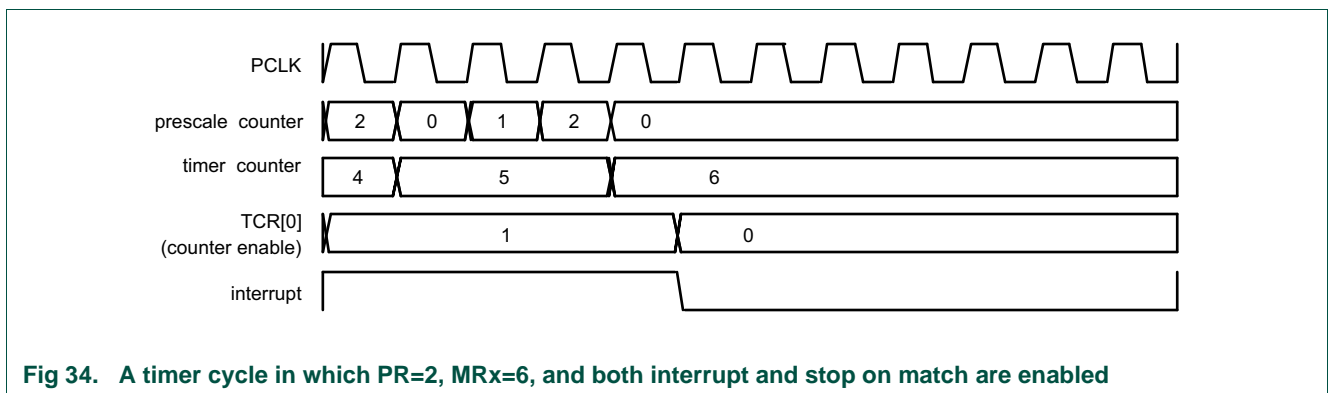 PCLK
prescale counter 2 0 1 2 0
timer counter 4 5 6
TCR[0]
(counter enable) 1 0
interrupt
Fig 34. A timer cycle in which PR=2, MRx=6, and both interrupt and stop on match are enabled